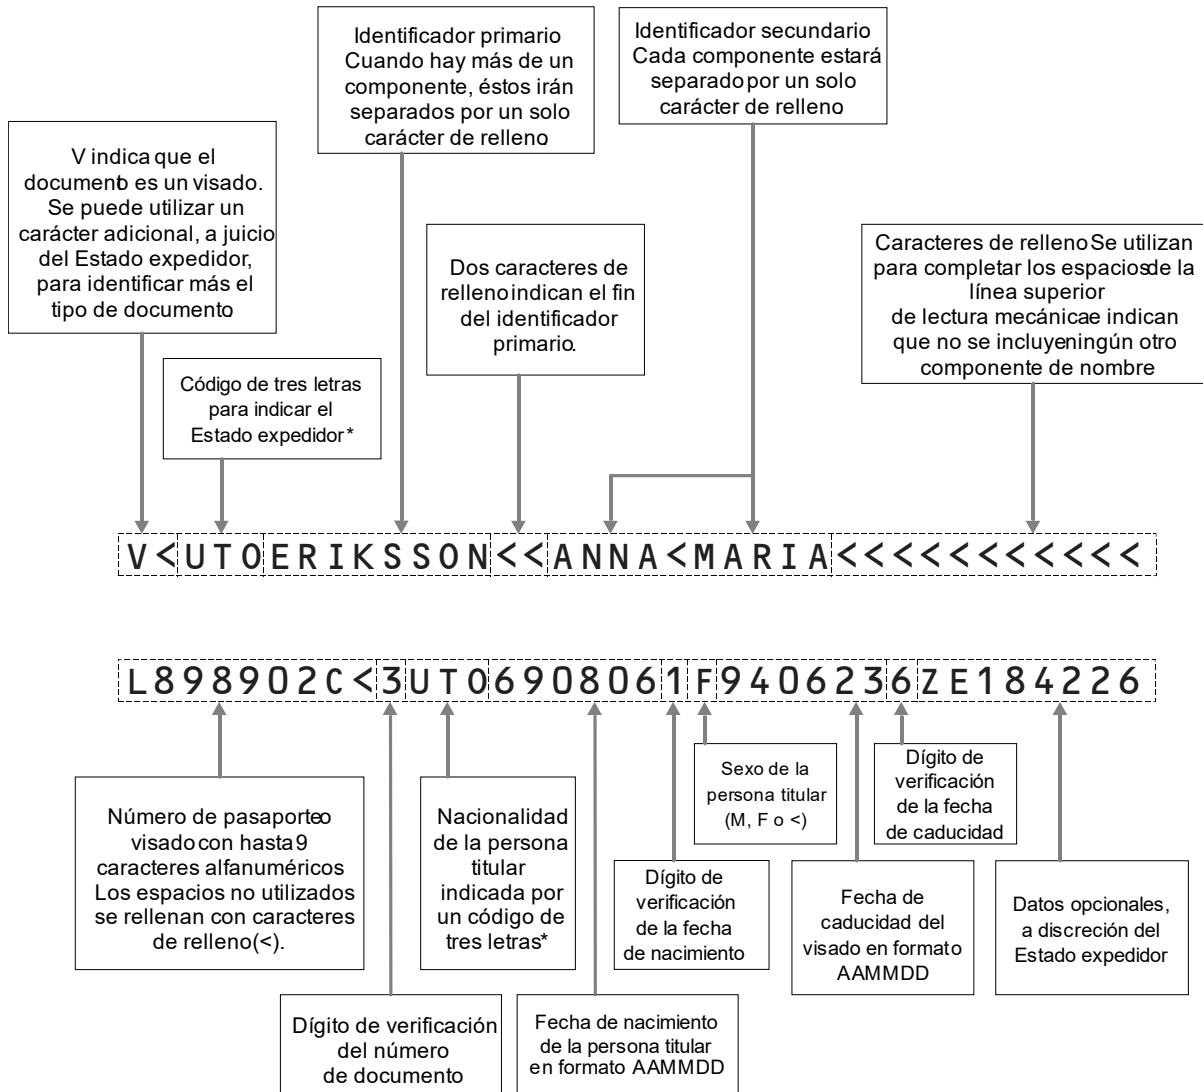 Identificador primario
Cuando hay más de un
componente, éstos irán
separados por un solo
carácter de relleno
Identificador secundario
Cada componente estará
separado por un solo
carácter de relleno
V indica que el
documento es un visado.
Se puede utilizar un
carácter adicional, a juicio
del Estado expedidor,
para identificar más el
tipo de documento
Dos caracteres de
relleno indican el fin
del identificador
primario.
Caracteres de relleno Se utilizan
para completar los espacios de la
línea superior
de lectura mecánica e indican
que no se incluye ningún otro
componente de nombre
Código de tres letras
para indicar el
Estado expedidor*
V<UTOERIKSSON<<ANNA<MARIA<<<<<<<<<<<
L898902C<3UTO6908061F9406236ZE184226
Número de pasaporte o
visado con hasta 9
caracteres alfanuméricos
Los espacios no utilizados
se rellenan con caracteres
de relleno(<).
Nacionalidad
de la persona
titular
indicada por
un código de
tres letras*
Sexo de la
persona titular
(M, F o <)
Dígito de
verificación
de la fecha
de caducidad
Dígito de
verificación
de la fecha
de nacimiento
Fecha de
caducidad del
visado en formato
AAMMDD
Datos opcionales,
a discreción del
Estado expedidor
Dígito de verificación
del número
de documento
Fecha de nacimiento
de la persona titular
en formato AAMMDD